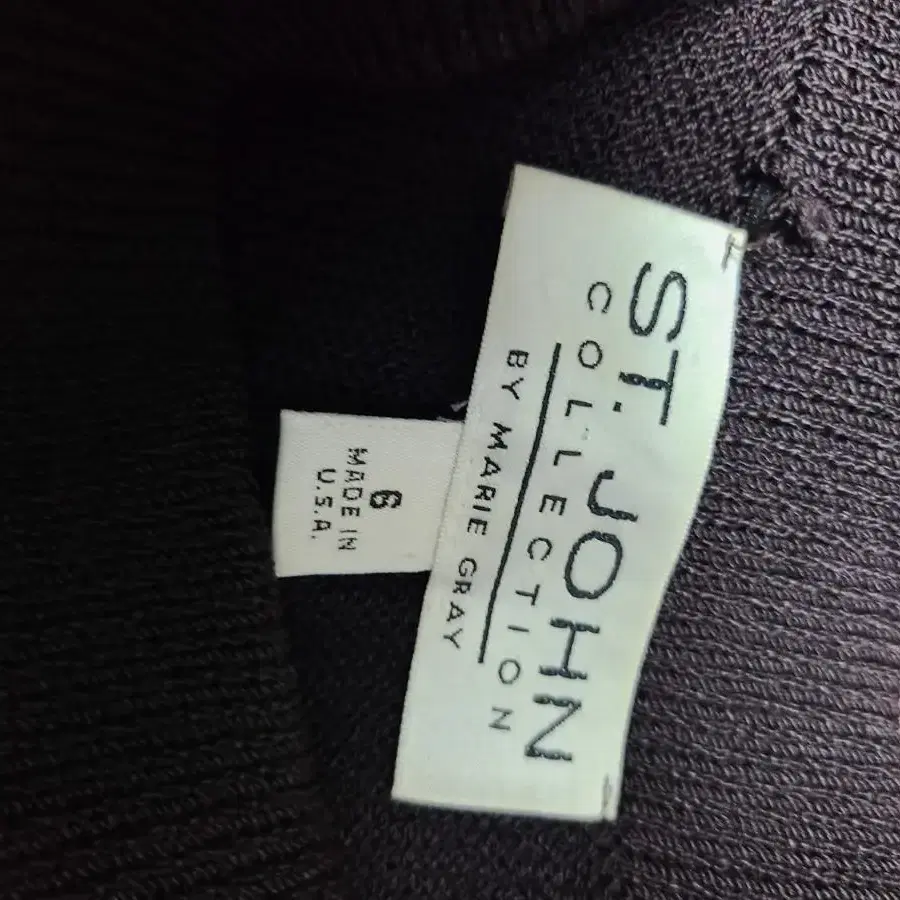 ST. JOHN
COLLECTION
BY MARIE GRAY
6
MADE IN
U.S.A.